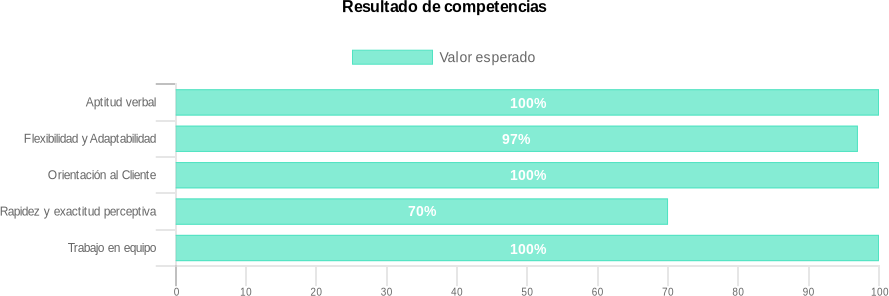 Resultado de competencias
Valor esperado
Aptitud verbal 100%
Flexibilidad y Adaptabilidad 97%
Orientación al Cliente 100%
Rapidez y exactitud perceptiva 70%
Trabajo en equipo 100%
0 10 20 30 40 50 60 70 80 90 100